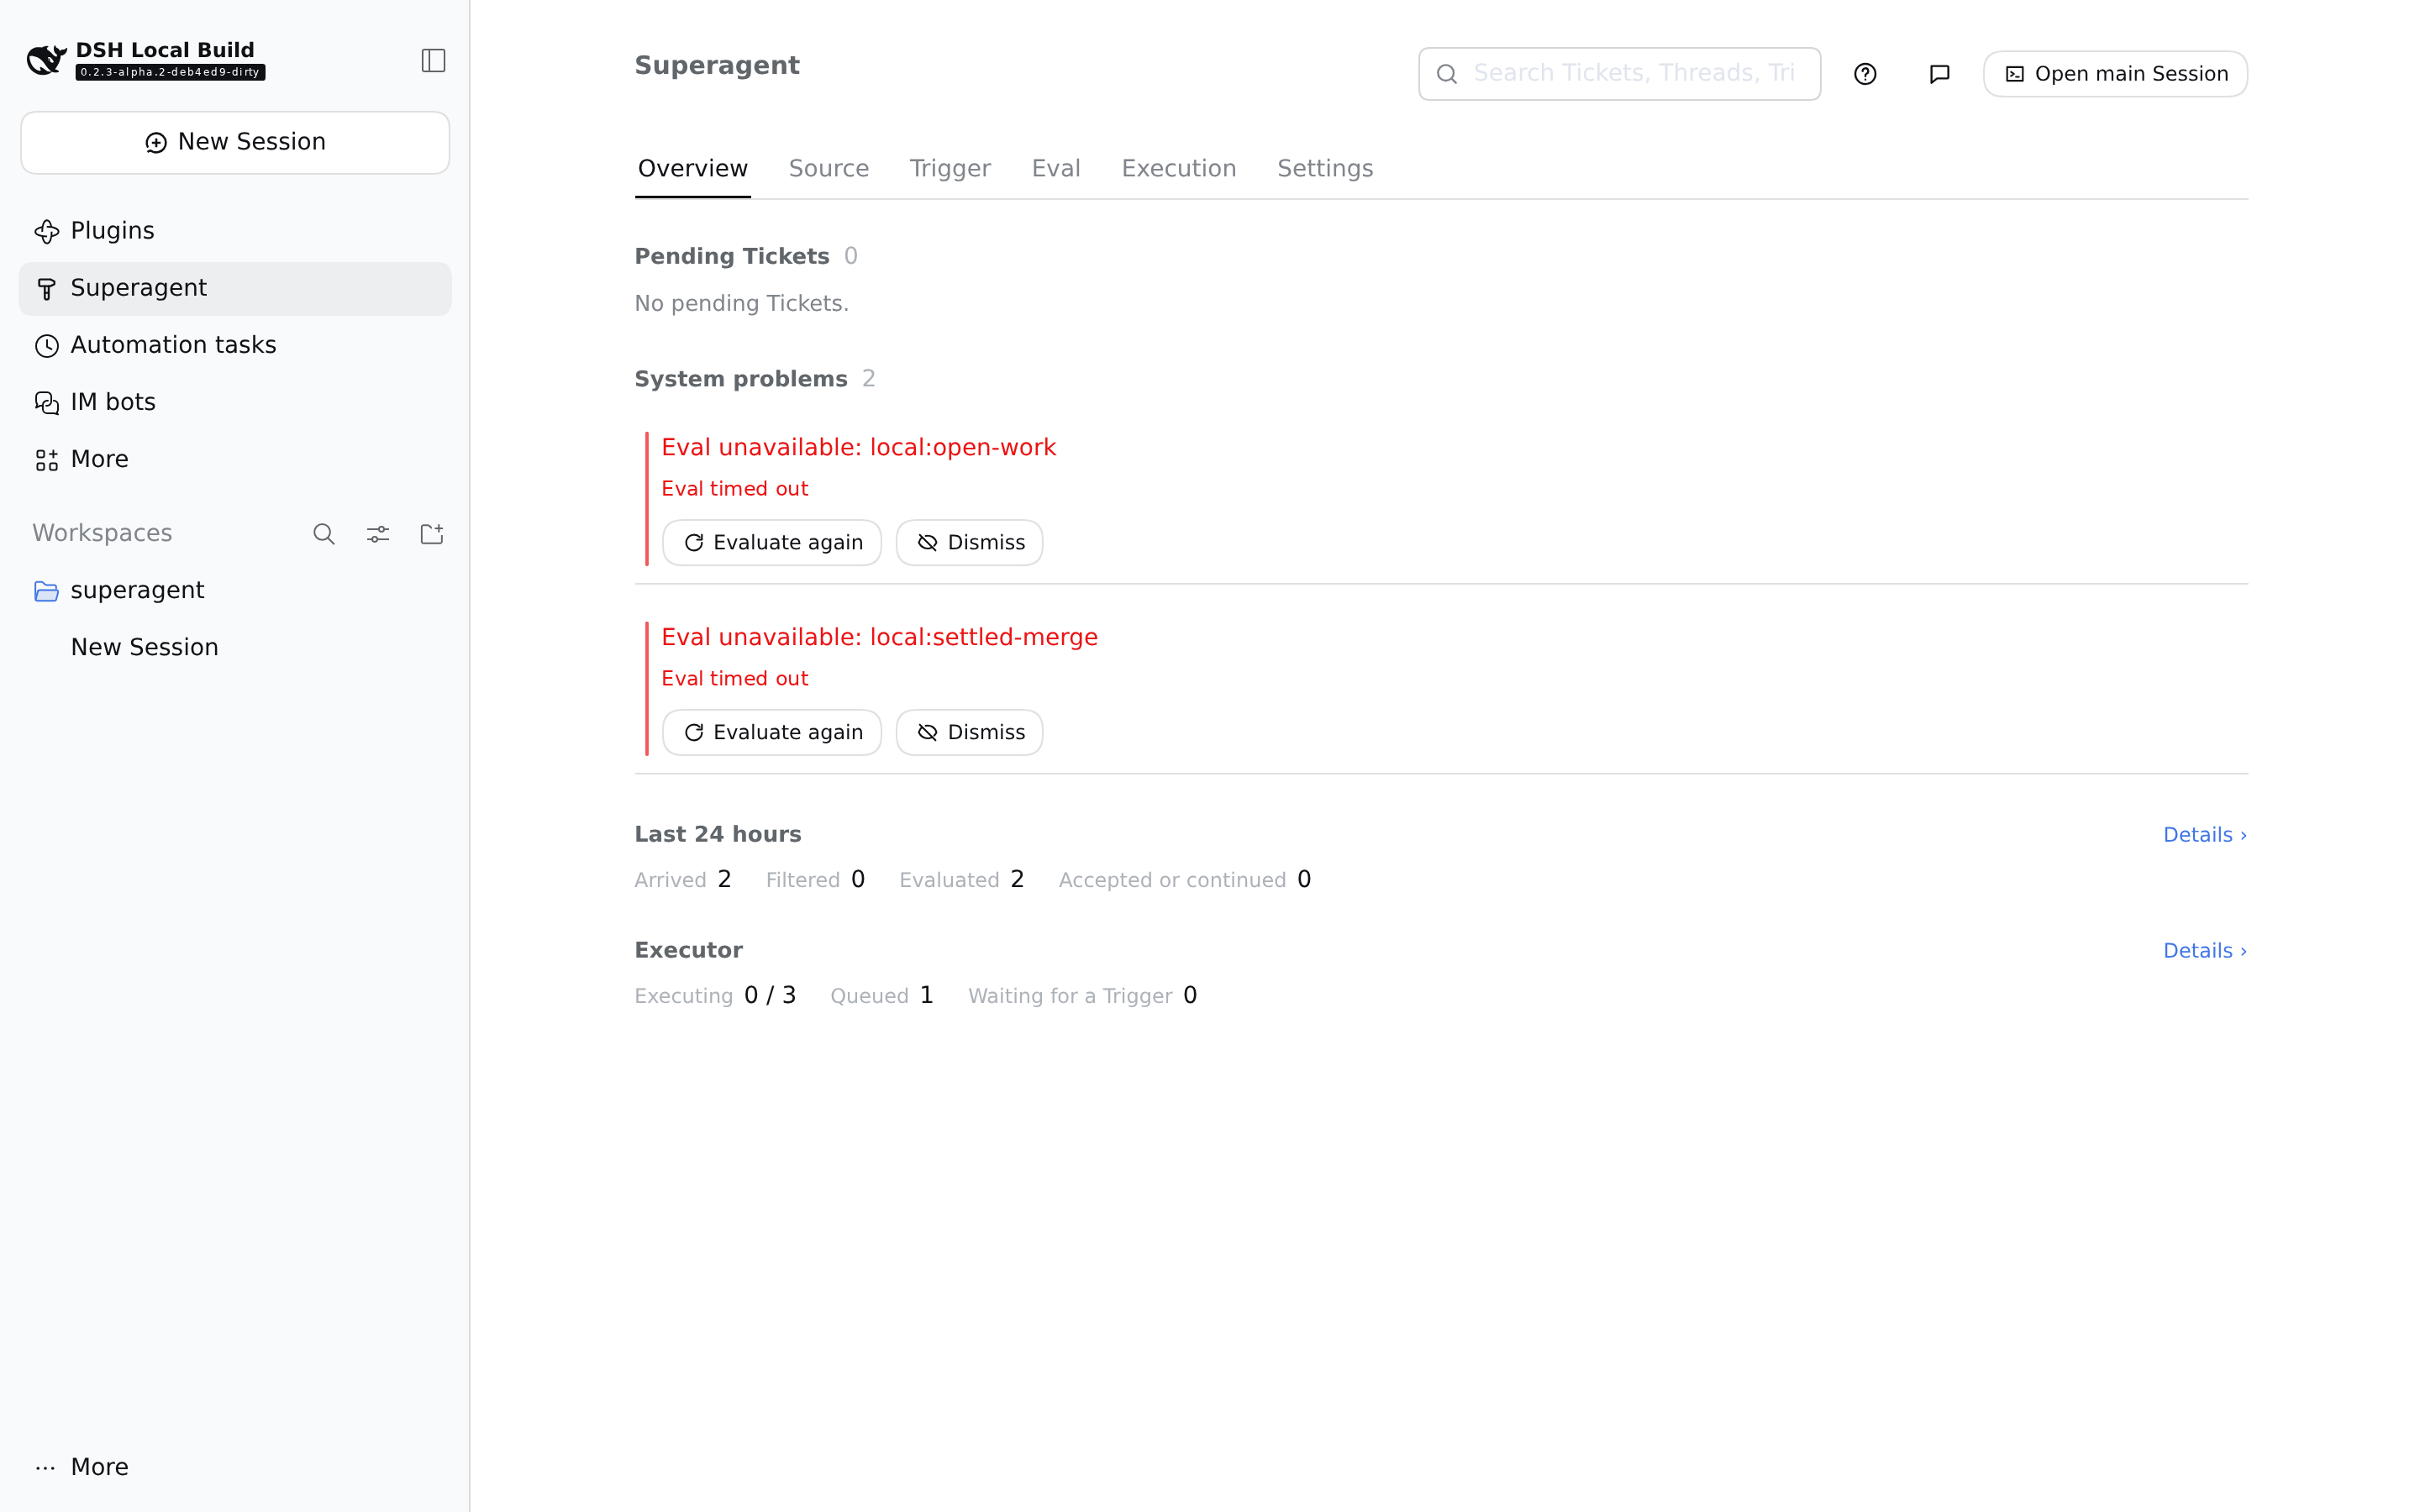 DSH Local Build
0.2.3-alpha.2-deb4ed9-dirty
New Session
Plugins
Superagent
Automation tasks
IM bots
More
Workspaces
superagent
New Session
More
Superagent
Search Tickets, Threads, Tri
Open main Session
Overview Source Trigger Eval Execution Settings
Pending Tickets 0
No pending Tickets.
System problems 2
Eval unavailable: local:open-work
Eval timed out
Evaluate again Dismiss
Eval unavailable: local:settled-merge
Eval timed out
Evaluate again Dismiss
Last 24 hours Details ›
Arrived 2 Filtered 0 Evaluated 2 Accepted or continued 0
Executor Details ›
Executing 0 / 3 Queued 1 Waiting for a Trigger 0